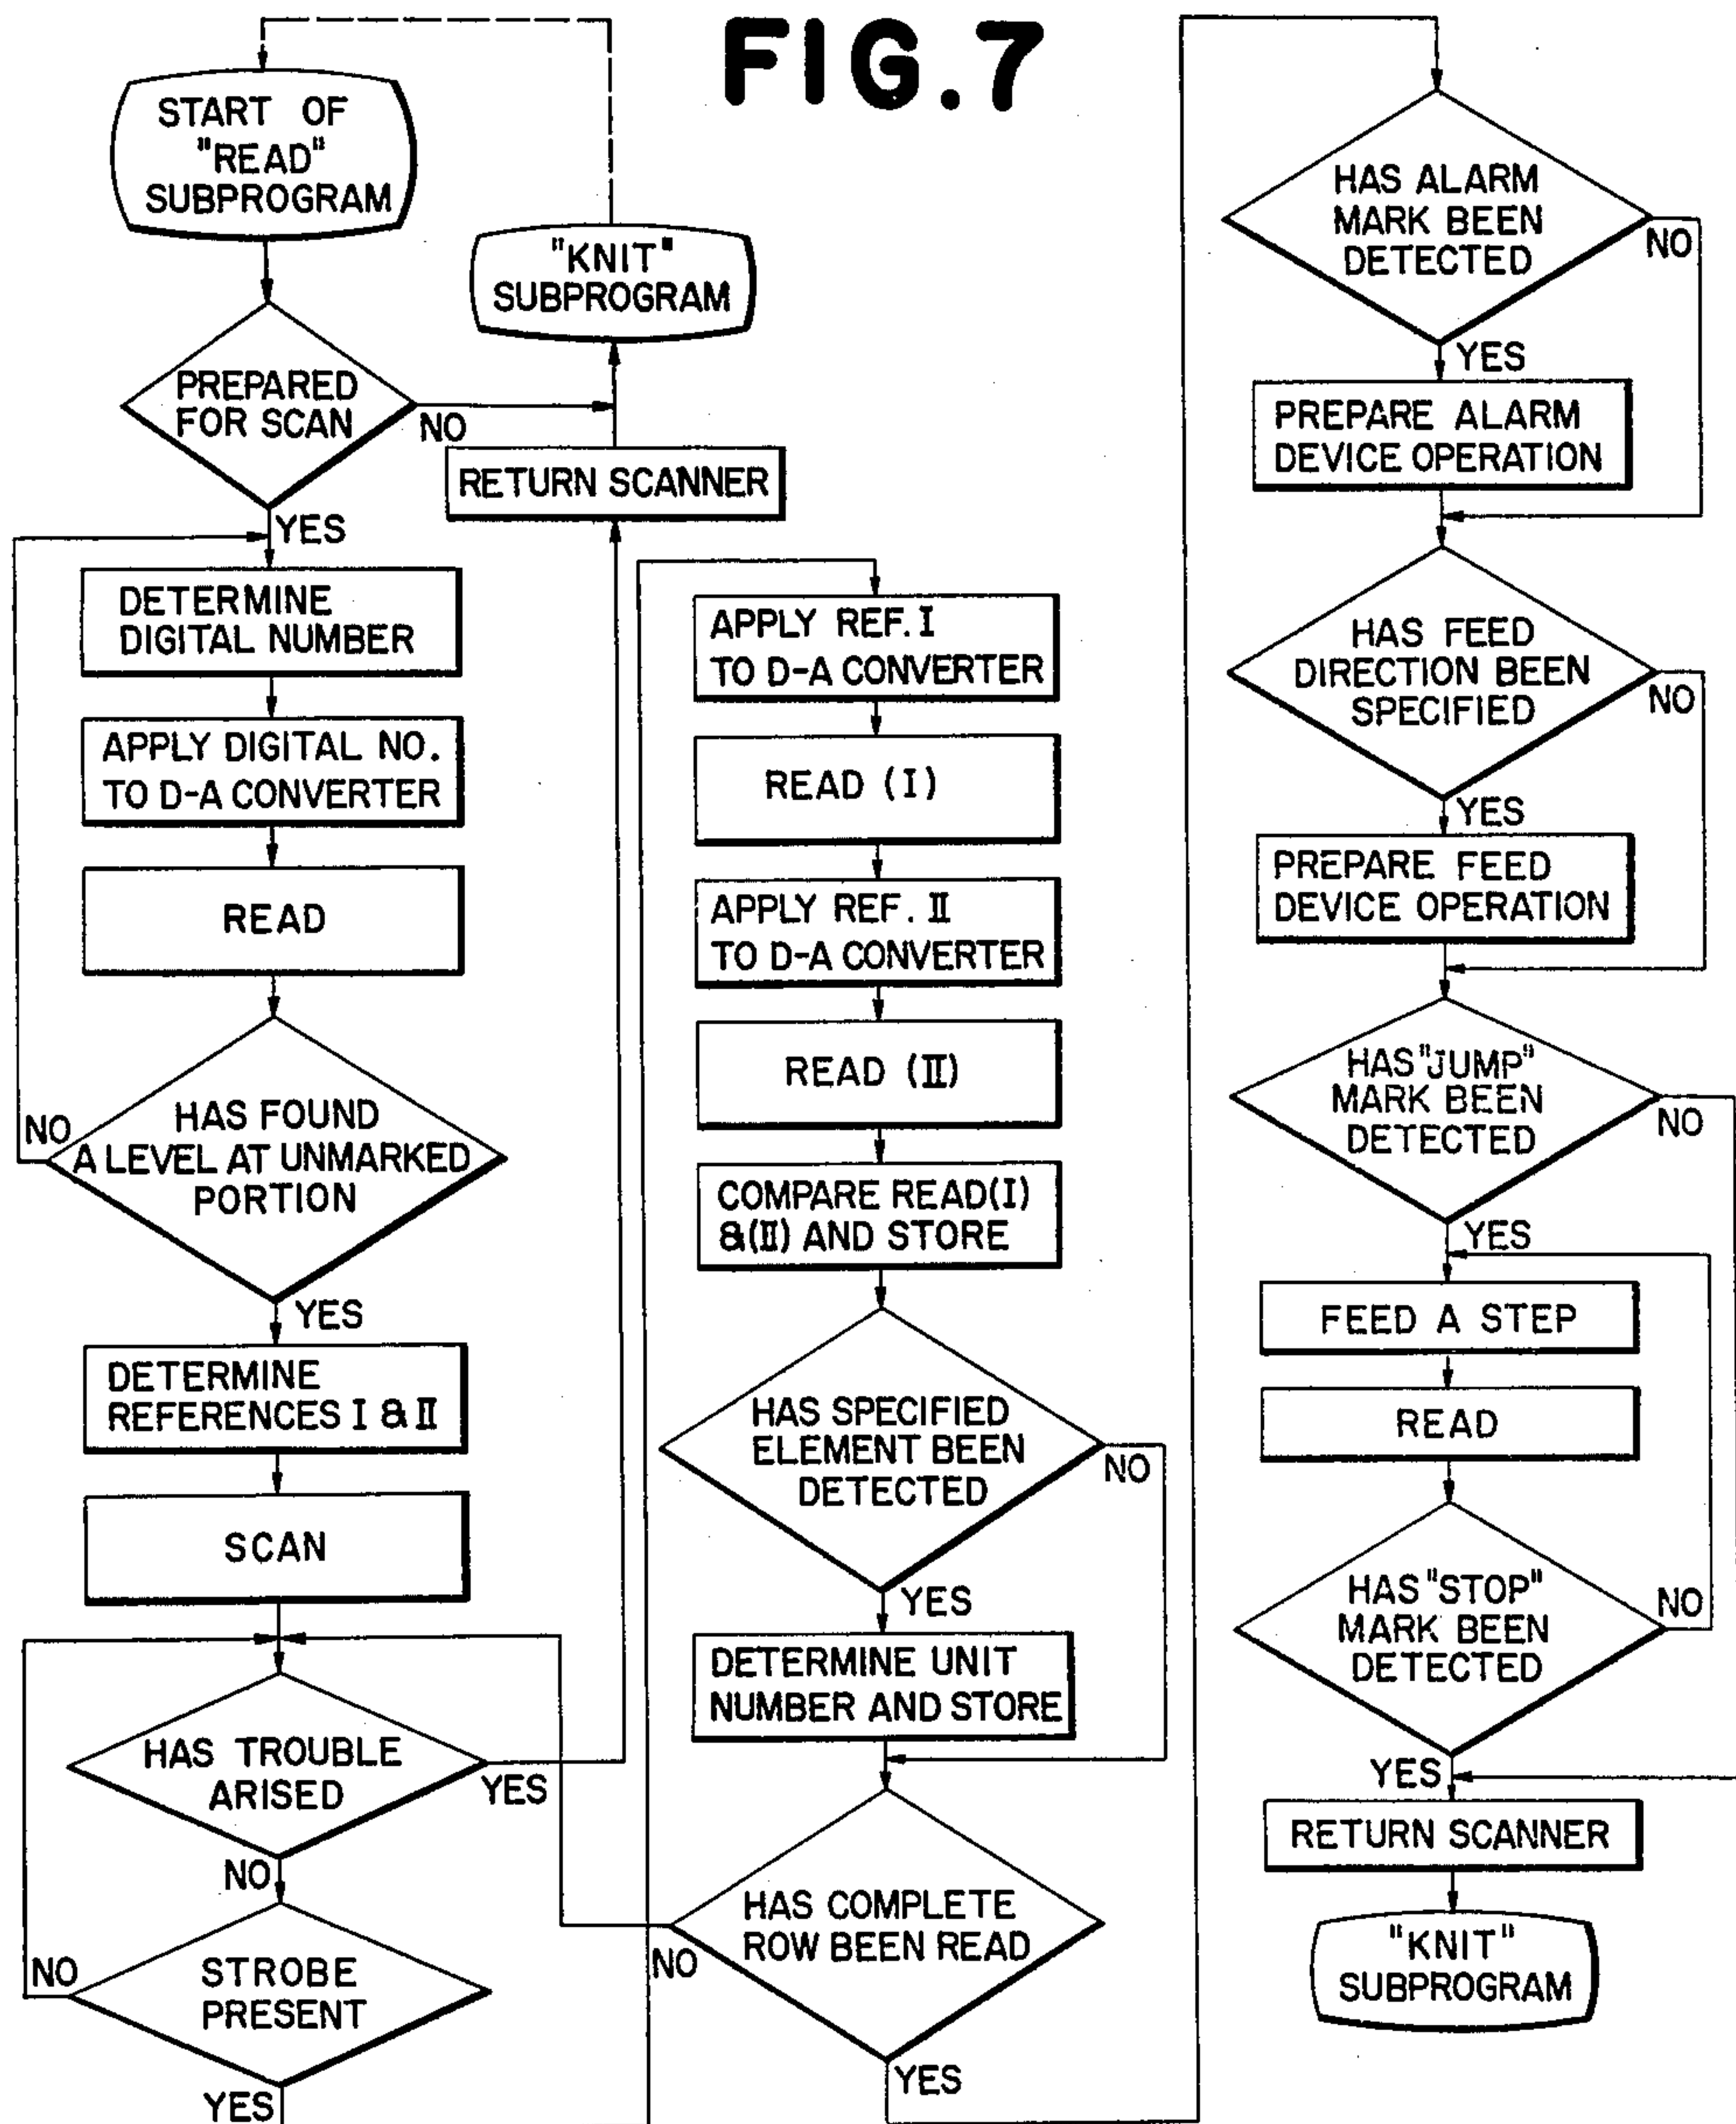 FIG.7
START OF
"READ"
SUBPROGRAM
"KNIT"
SUBPROGRAM
PREPARED
FOR SCAN
NO
RETURN SCANNER
YES
DETERMINE
DIGITAL NUMBER
APPLY DIGITAL NO.
TO D-A CONVERTER
READ
HAS FOUND
A LEVEL AT UNMARKED
PORTION
NO
YES
DETERMINE
REFERENCES I & II
SCAN
HAS TROUBLE
ARISED
YES
NO
STROBE
PRESENT
NO
YES
APPLY REF. I
TO D-A CONVERTER
READ (I)
APPLY REF. II
TO D-A CONVERTER
READ (II)
COMPARE READ(I)
&(II) AND STORE
HAS SPECIFIED
ELEMENT BEEN
DETECTED
NO
YES
DETERMINE UNIT
NUMBER AND STORE
HAS COMPLETE
ROW BEEN READ
NO
YES
HAS ALARM
MARK BEEN
DETECTED
NO
YES
PREPARE ALARM
DEVICE OPERATION
HAS FEED
DIRECTION BEEN
SPECIFIED
NO
YES
PREPARE FEED
DEVICE OPERATION
HAS "JUMP"
MARK BEEN
DETECTED
NO
YES
FEED A STEP
READ
HAS "STOP"
MARK BEEN
DETECTED
NO
YES
RETURN SCANNER
"KNIT"
SUBPROGRAM